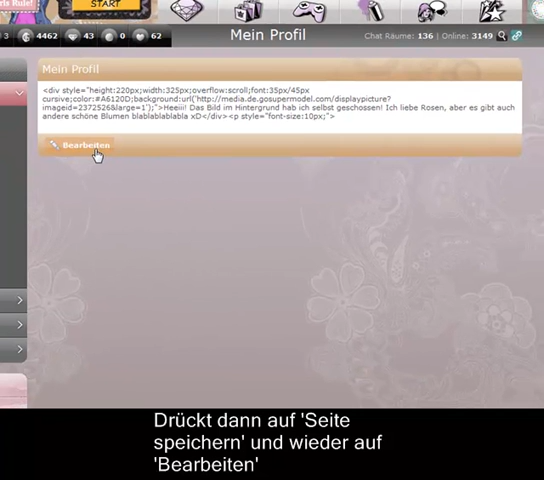 ris Rule!
START
3 4462 43 0 62
Mein Profil
Chat Räume: 136 | Online: 3149
Mein Profil
<div style="height:220px;width:325px;overflow:scroll;font:35px/45px
cursive;color:#A6120D;background:url('http://media.de.gosupermodel.com/displaypicture?
imageid=2372526&large=1');">Heeiii! Das Bild im Hintergrund hab ich selbst geschossen! Ich liebe Rosen, aber es gibt auch
andere schöne Blumen blablablablabla xD</div><p style="font-size:10px;">
Bearbeiten
Drückt dann auf 'Seite
speichern' und wieder auf
'Bearbeiten'